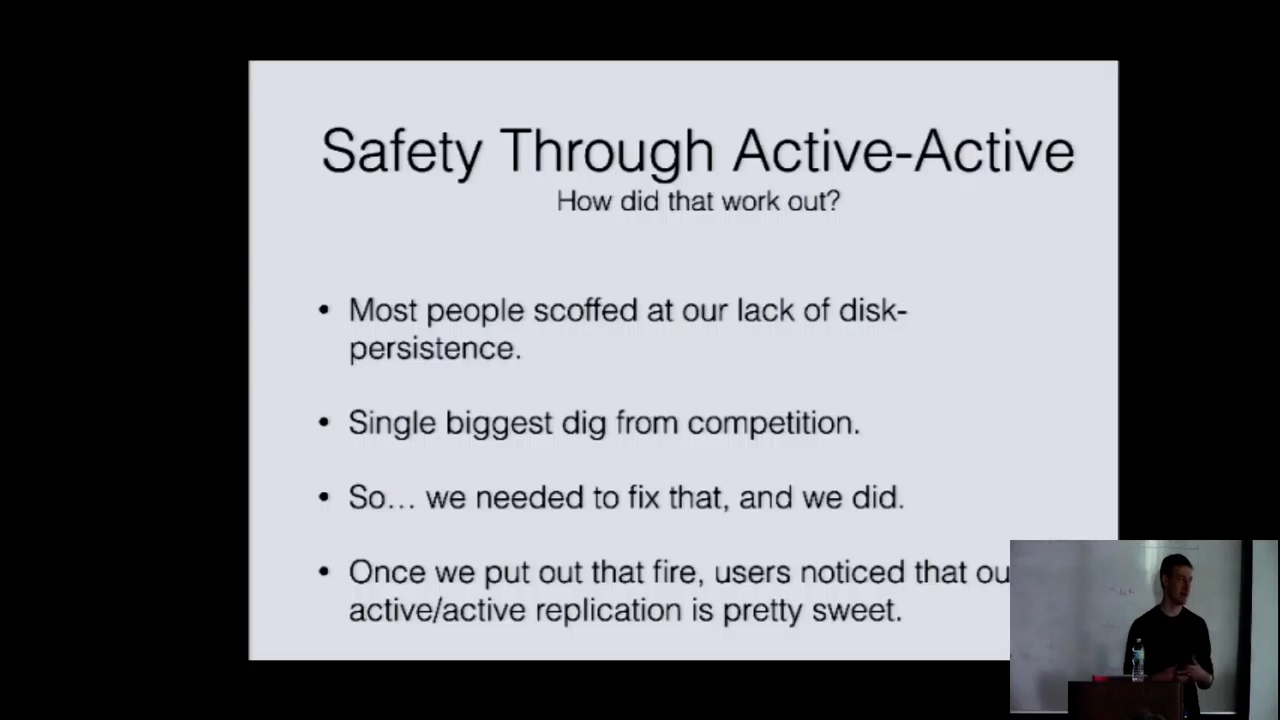 Safety Through Active-Active
How did that work out?
• Most people scoffed at our lack of disk-
persistence.
• Single biggest dig from competition.
• So… we needed to fix that, and we did.
• Once we put out that fire, users noticed that
active/active replication is pretty sweet.